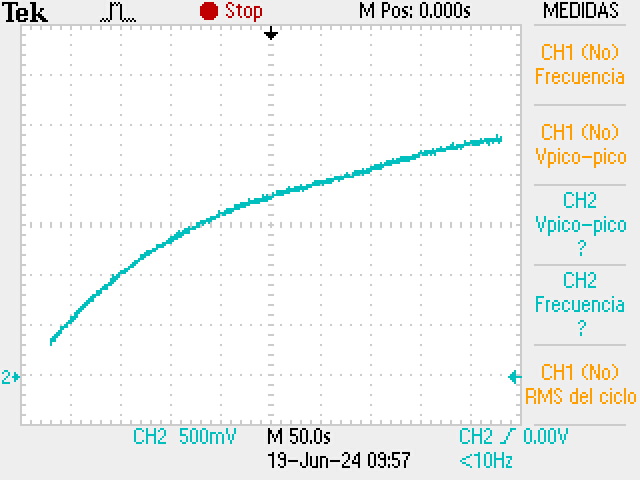 Tek Stop M Pos: 0.000s MEDIDAS
CH1 (No)
Frecuencia
CH1 (No)
Vpico-pico
CH2
Vpico-pico
?
CH2
Frecuencia
?
CH1 (No)
RMS del ciclo
2
CH2 500mV M 50.0s CH2 0.00V
19-Jun-24 09:57 <10Hz